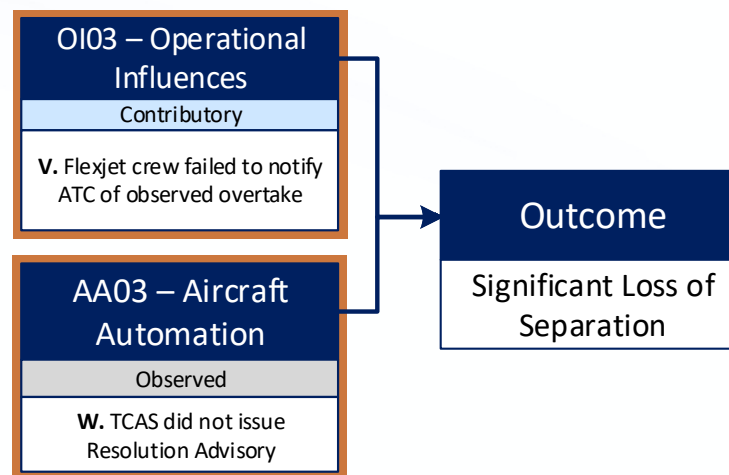 OI03 – Operational
Influences
Contributory
V. Flexjet crew failed to notify
ATC of observed overtake
AA03 – Aircraft
Automation
Observed
W. TCAS did not issue
Resolution Advisory
Outcome
Significant Loss of
Separation